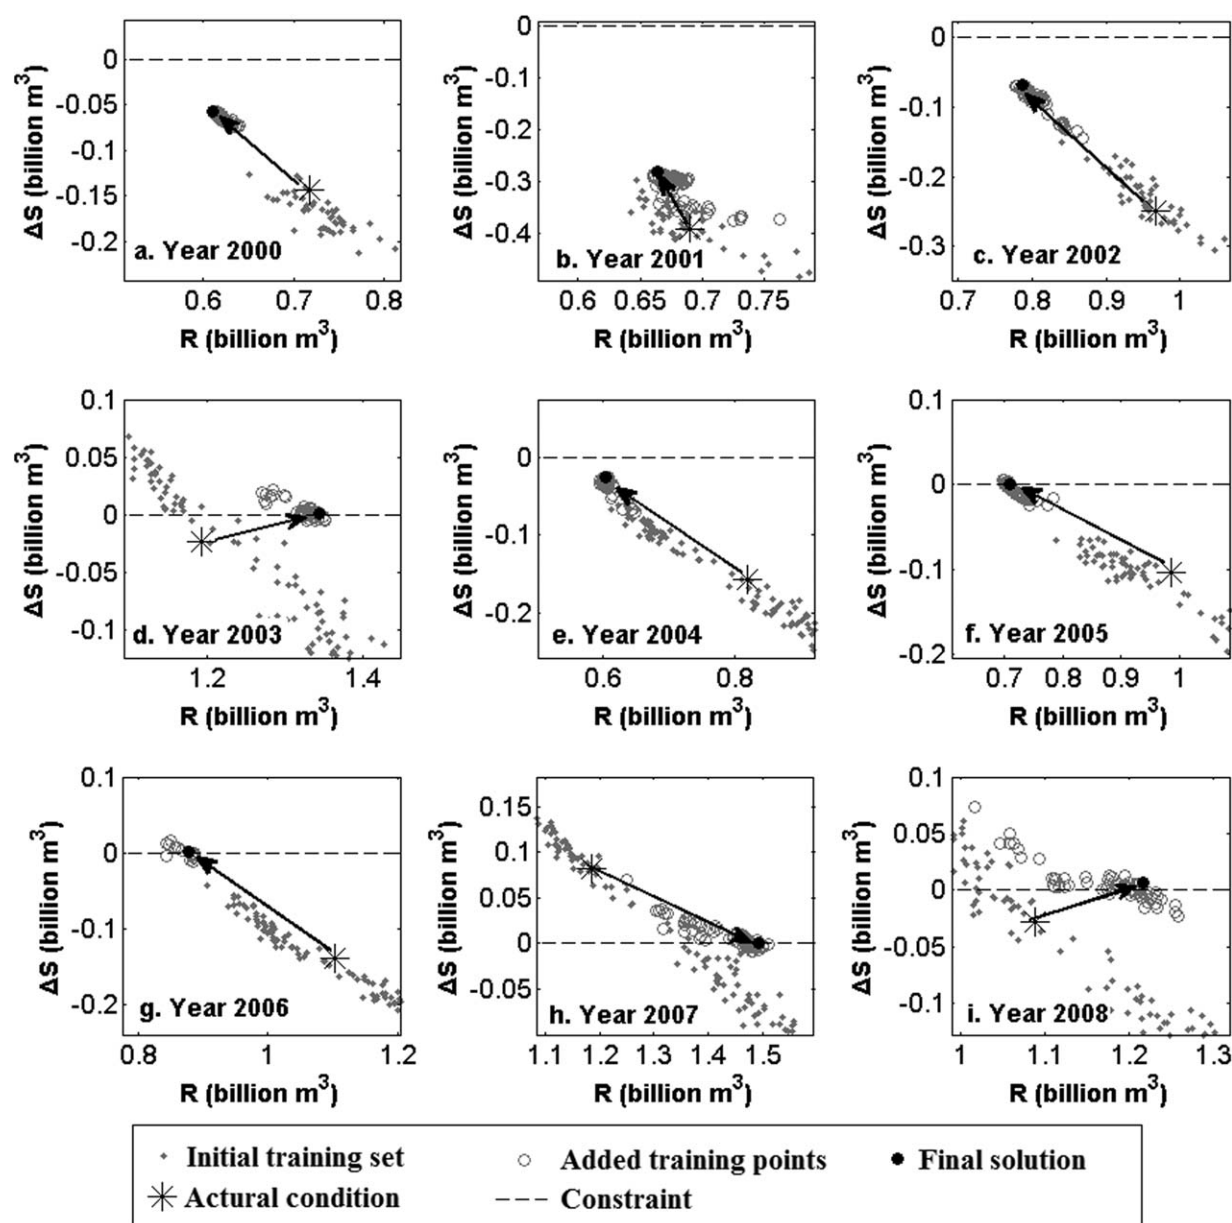 ΔS (billion m³)
0
-0.05
-0.1
-0.15
-0.2
a. Year 2000
0.6 0.7 0.8
R (billion m³)
ΔS (billion m³)
0
-0.1
-0.2
-0.3
-0.4
b. Year 2001
0.6 0.65 0.7 0.75
R (billion m³)
ΔS (billion m³)
0
-0.1
-0.2
-0.3
c. Year 2002
0.7 0.8 0.9 1
R (billion m³)
ΔS (billion m³)
0.1
0.05
0
-0.05
-0.1
d. Year 2003
1.2 1.4
R (billion m³)
ΔS (billion m³)
0
-0.1
-0.2
e. Year 2004
0.6 0.8
R (billion m³)
ΔS (billion m³)
0.1
0
-0.1
-0.2
f. Year 2005
0.7 0.8 0.9 1
R (billion m³)
ΔS (billion m³)
0.1
0
-0.1
-0.2
g. Year 2006
0.8 1 1.2
R (billion m³)
ΔS (billion m³)
0.15
0.1
0.05
0
0.05
h. Year 2007
1.1 1.2 1.3 1.4 1.5
R (billion m³)
ΔS (billion m³)
0.1
0.05
0
-0.05
-0.1
i. Year 2008
1 1.1 1.2 1.3
R (billion m³)
Initial training set Added training points Final solution
Actural condition Constraint